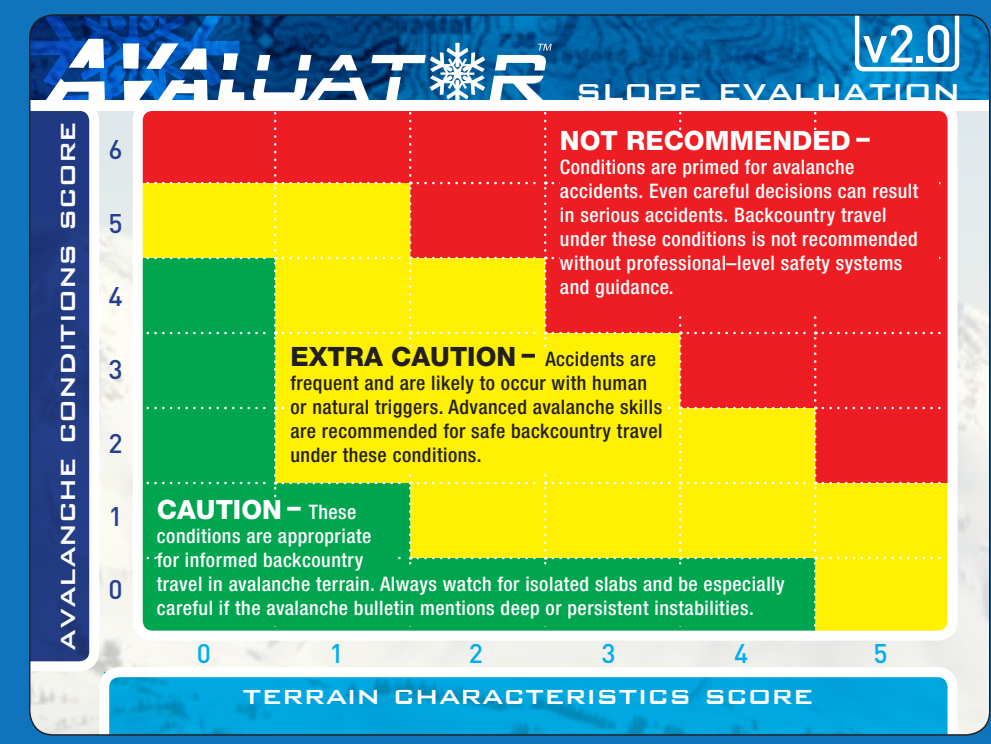 AVALUATOR™
v2.0
SLOPE EVALUATION
AVALANCHE CONDITIONS SCORE
6
5
4
3
2
1
0
NOT RECOMMENDED –
Conditions are primed for avalanche
accidents. Even careful decisions can result
in serious accidents. Backcountry travel
under these conditions is not recommended
without professional–level safety systems
and guidance.
EXTRA CAUTION – Accidents are
frequent and are likely to occur with human
or natural triggers. Advanced avalanche skills
are recommended for safe backcountry travel
under these conditions.
CAUTION – These
conditions are appropriate
for informed backcountry
travel in avalanche terrain. Always watch for isolated slabs and be especially
careful if the avalanche bulletin mentions deep or persistent instabilities.
0 1 2 3 4 5
TERRAIN CHARACTERISTICS SCORE